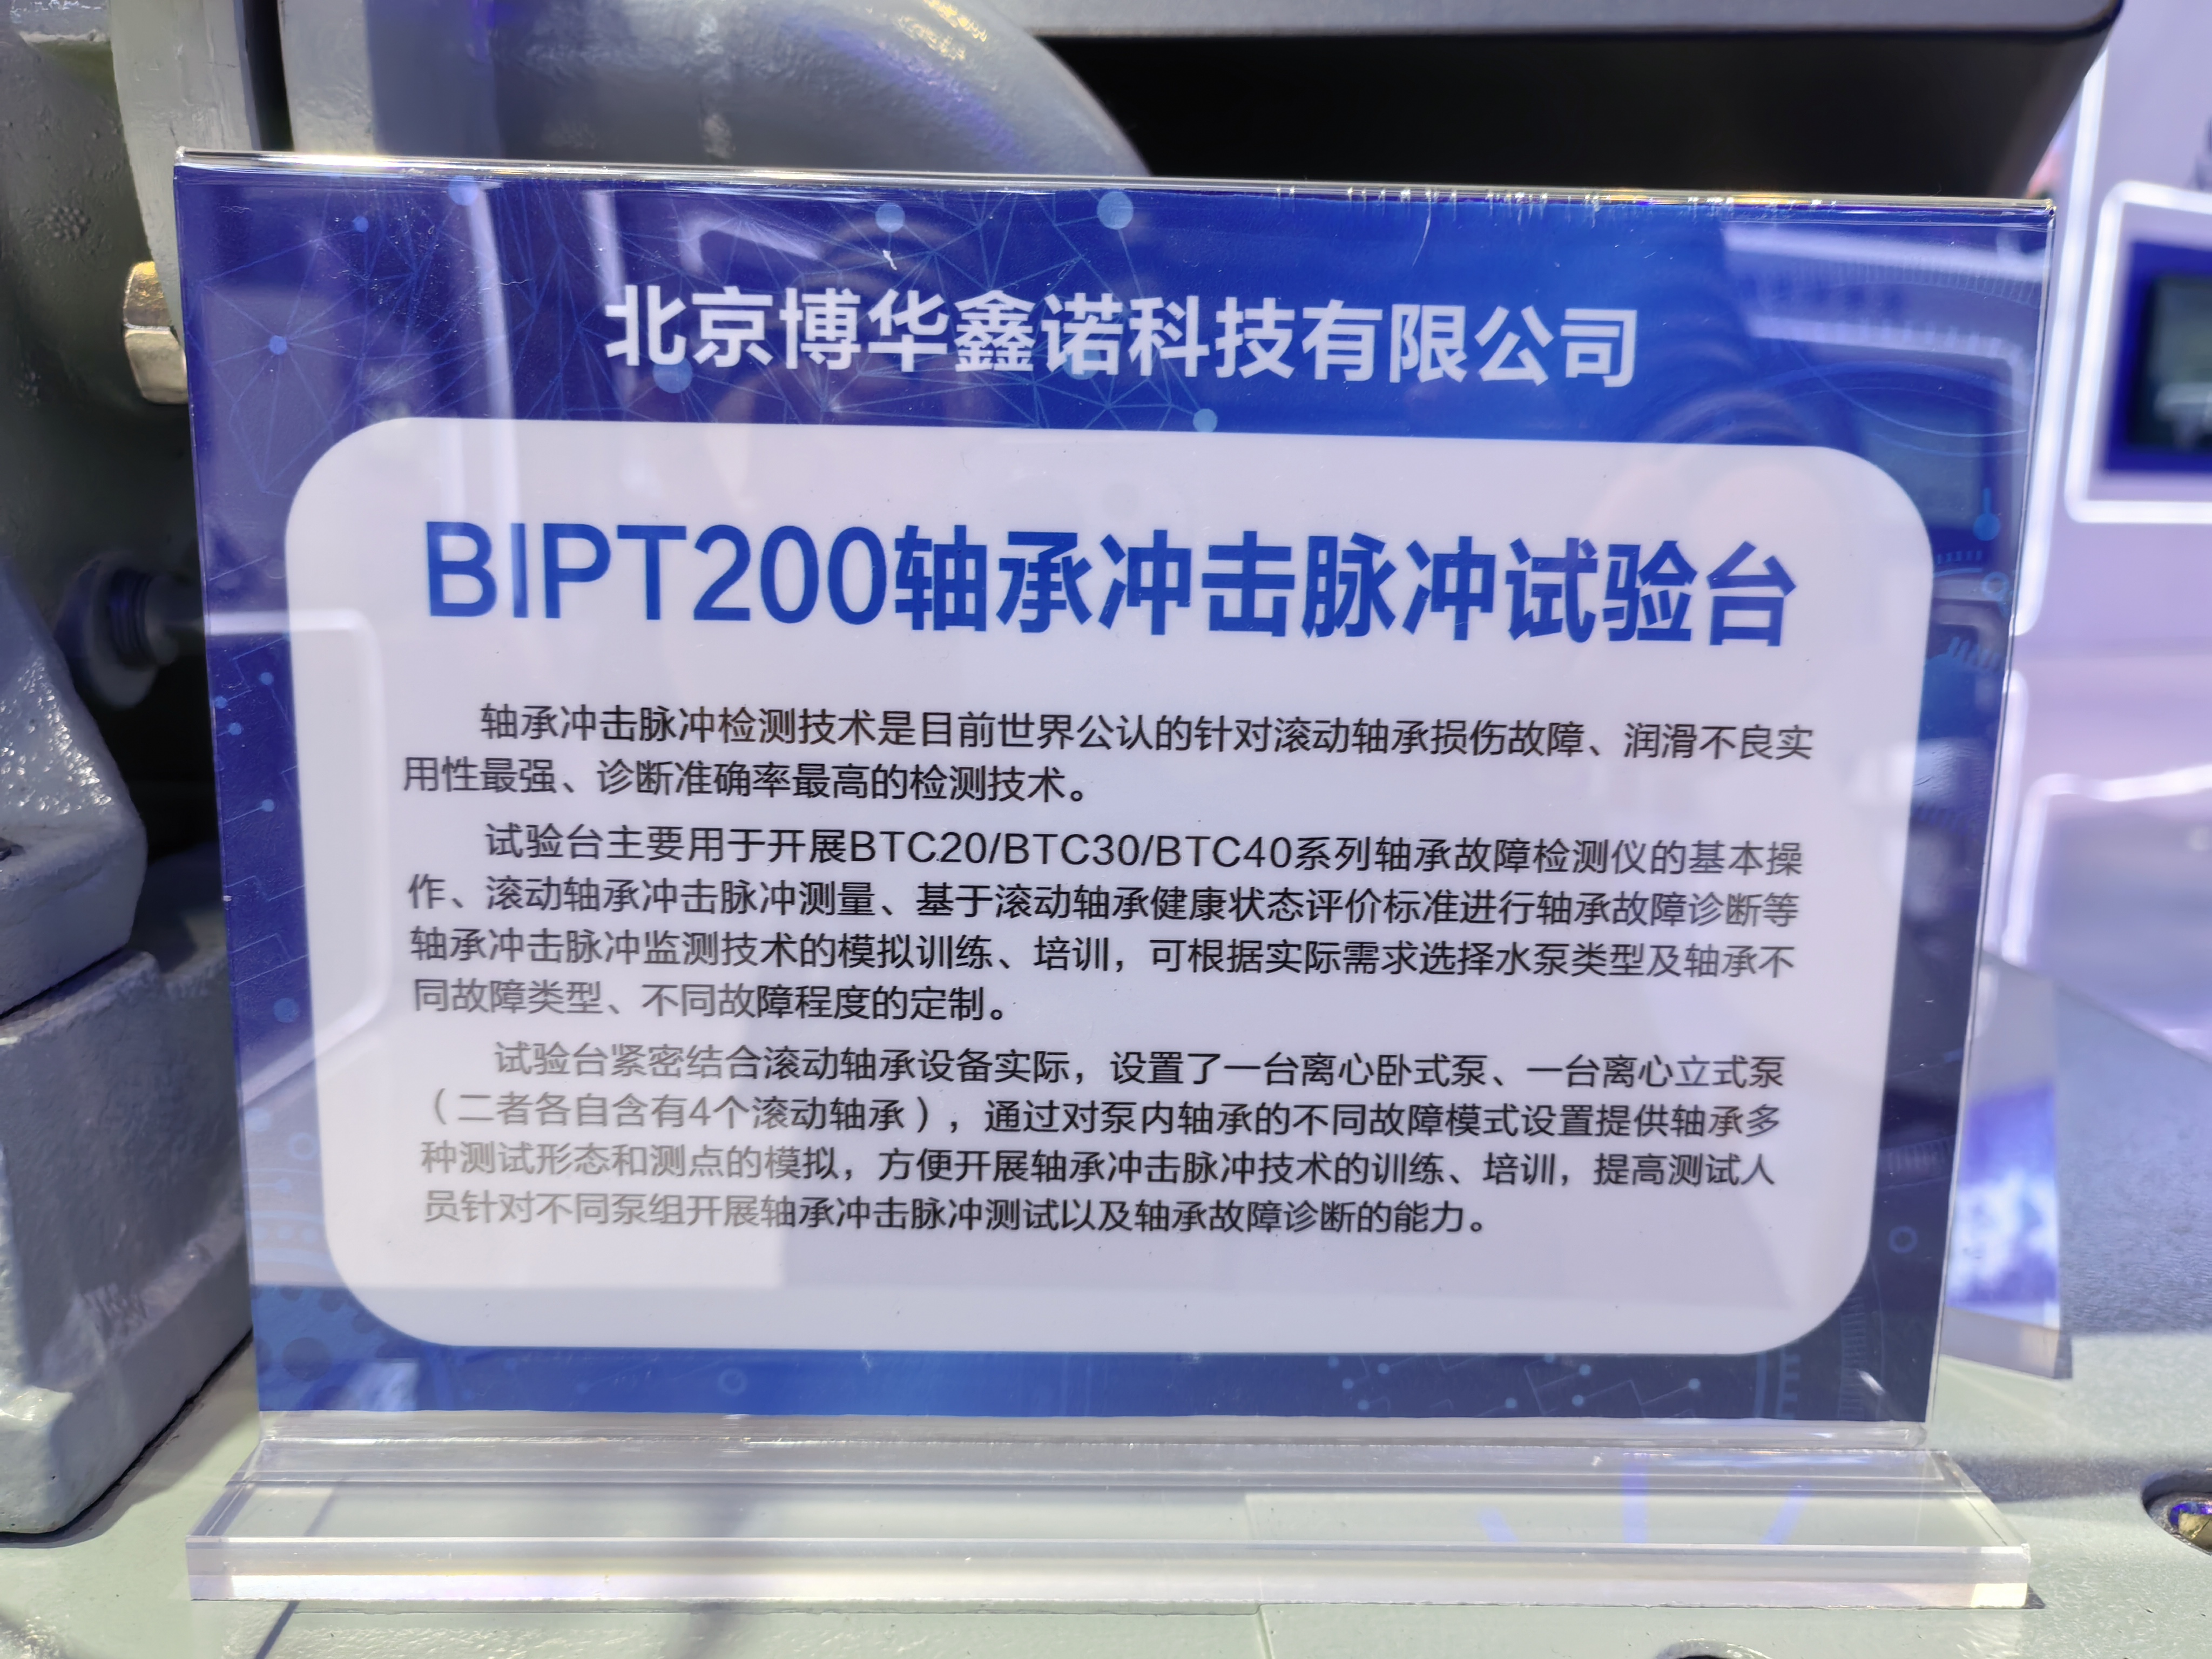 北京博华鑫诺科技有限公司
BIPT200轴承冲击脉冲试验台
轴承冲击脉冲检测技术是目前世界公认的针对滚动轴承损伤故障、润滑不良实
用性最强、诊断准确率最高的检测技术。
试验台主要用于开展BTC20/BTC30/BTC40系列轴承故障检测仪的基本操
作、滚动轴承冲击脉冲测量、基于滚动轴承健康状态评价标准进行轴承故障诊断等
轴承冲击脉冲监测技术的模拟训练、培训，可根据实际需求选择水泵类型及轴承不
同故障类型、不同故障程度的定制。
试验台紧密结合滚动轴承设备实际，设置了一台离心卧式泵、一台离心立式泵
（二者各自含有4个滚动轴承），通过对泵内轴承的不同故障模式设置提供轴承多
种测试形态和测点的模拟，方便开展轴承冲击脉冲技术的训练、培训，提高测试人
员针对不同泵组开展轴承冲击脉冲测试以及轴承故障诊断的能力。